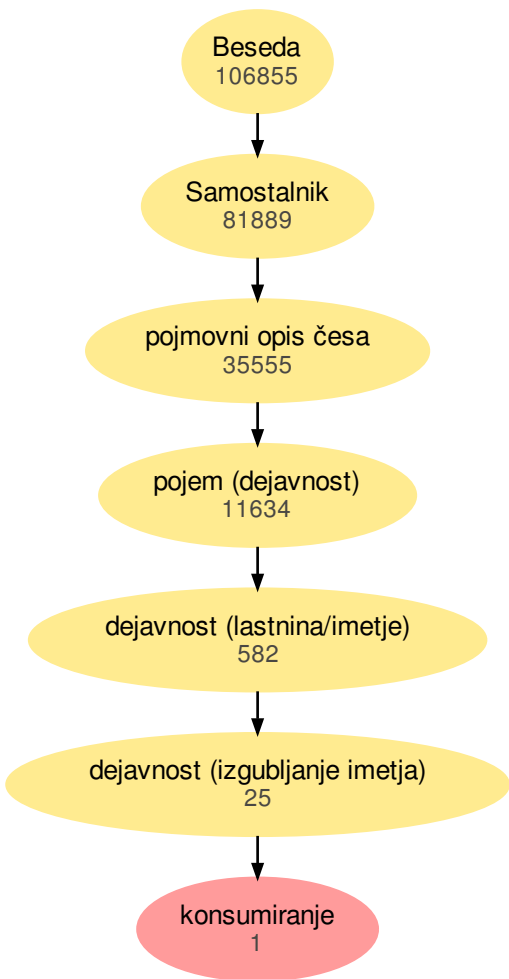 Beseda
106855
Samostalnik
81889
pojmovni opis česa
35555
pojem (dejavnost)
11634
dejavnost (lastnina/imetje)
582
dejavnost (izgubljanje imetja)
25
konsumiranje
1